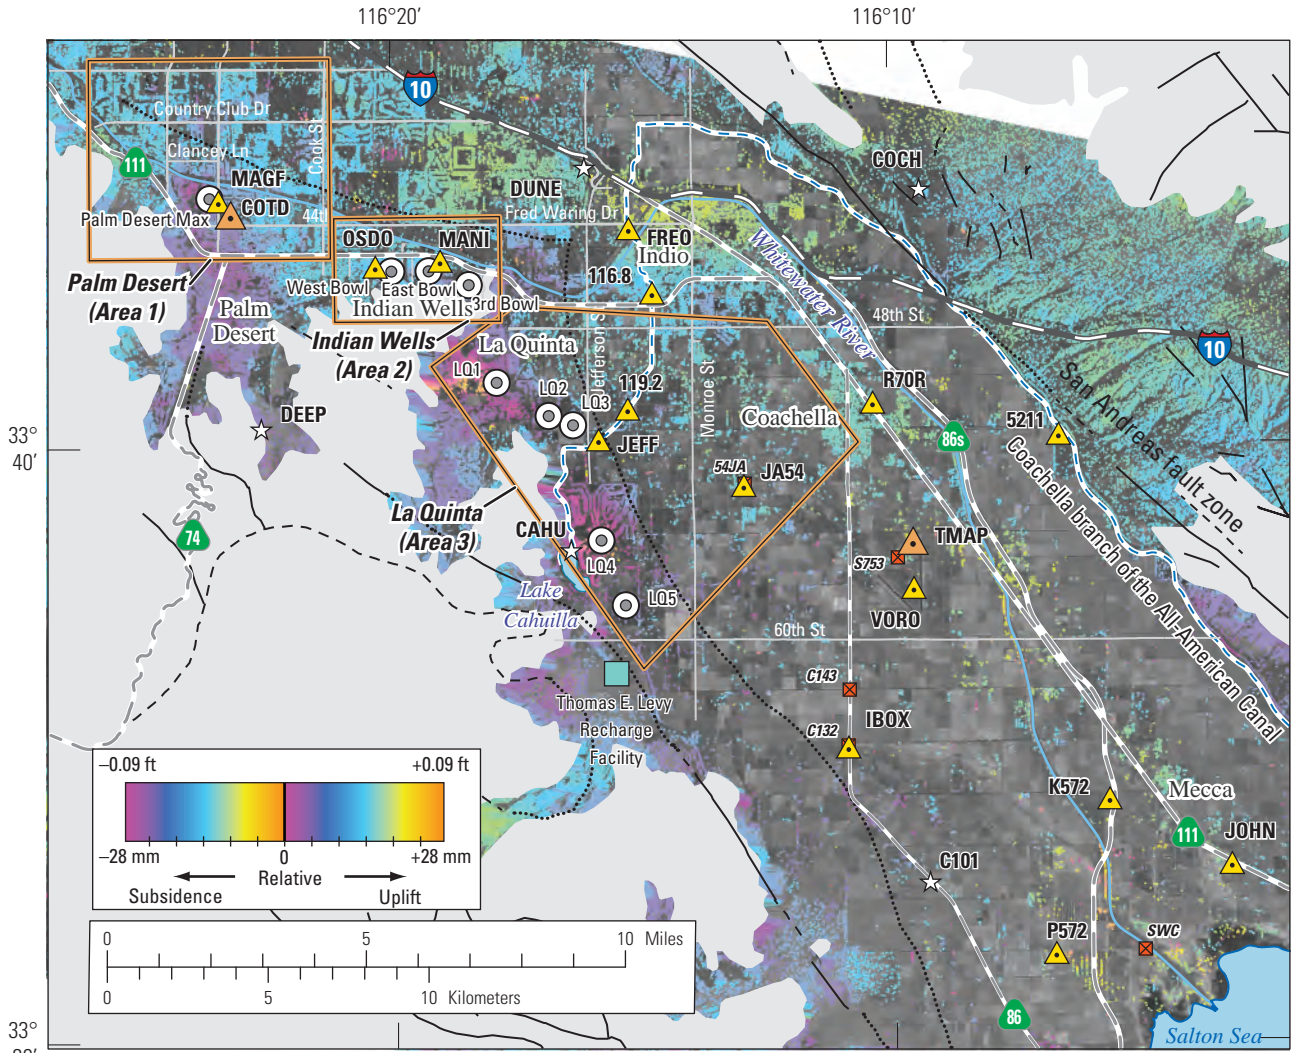 116°20′
116°10′
10
Country Club Dr
Clancey Ln
Cook St
111
MAGF
COTD
Palm Desert Max
44th
COCH
DUNE
Fred Waring Dr
FREO
Indio
OSDO
MANI
116.8
West Bowl
East Bowl
3rd Bowl
Indian Wells
Palm Desert
(Area 1)
Palm
Desert
Indian Wells
(Area 2)
La Quinta
Jefferson S
Monroe St
48th St
Whitewater River
10
San Andreas fault zone
LQ1
LQ2
LQ3
119.2
JEFF
Coachella
R70R
86s
5211
Coachella branch of the All-American Canal
DEEP
33°
40′
54JA
JA54
La Quinta
(Area 3)
CAHU
LQ4
LQ5
74
TMAP
S753
VORO
Lake
Cahuilla
60th St
C143
C132
IBOX
Thomas E. Levy
Recharge
Facility
K572
Mecca
111
JOHN
C101
P572
SWC
86
Salton Sea
–0.09 ft
+0.09 ft
–28 mm
0
+28 mm
Relative
Subsidence
Uplift
0
5
10 Miles
0
5
10 Kilometers
33°